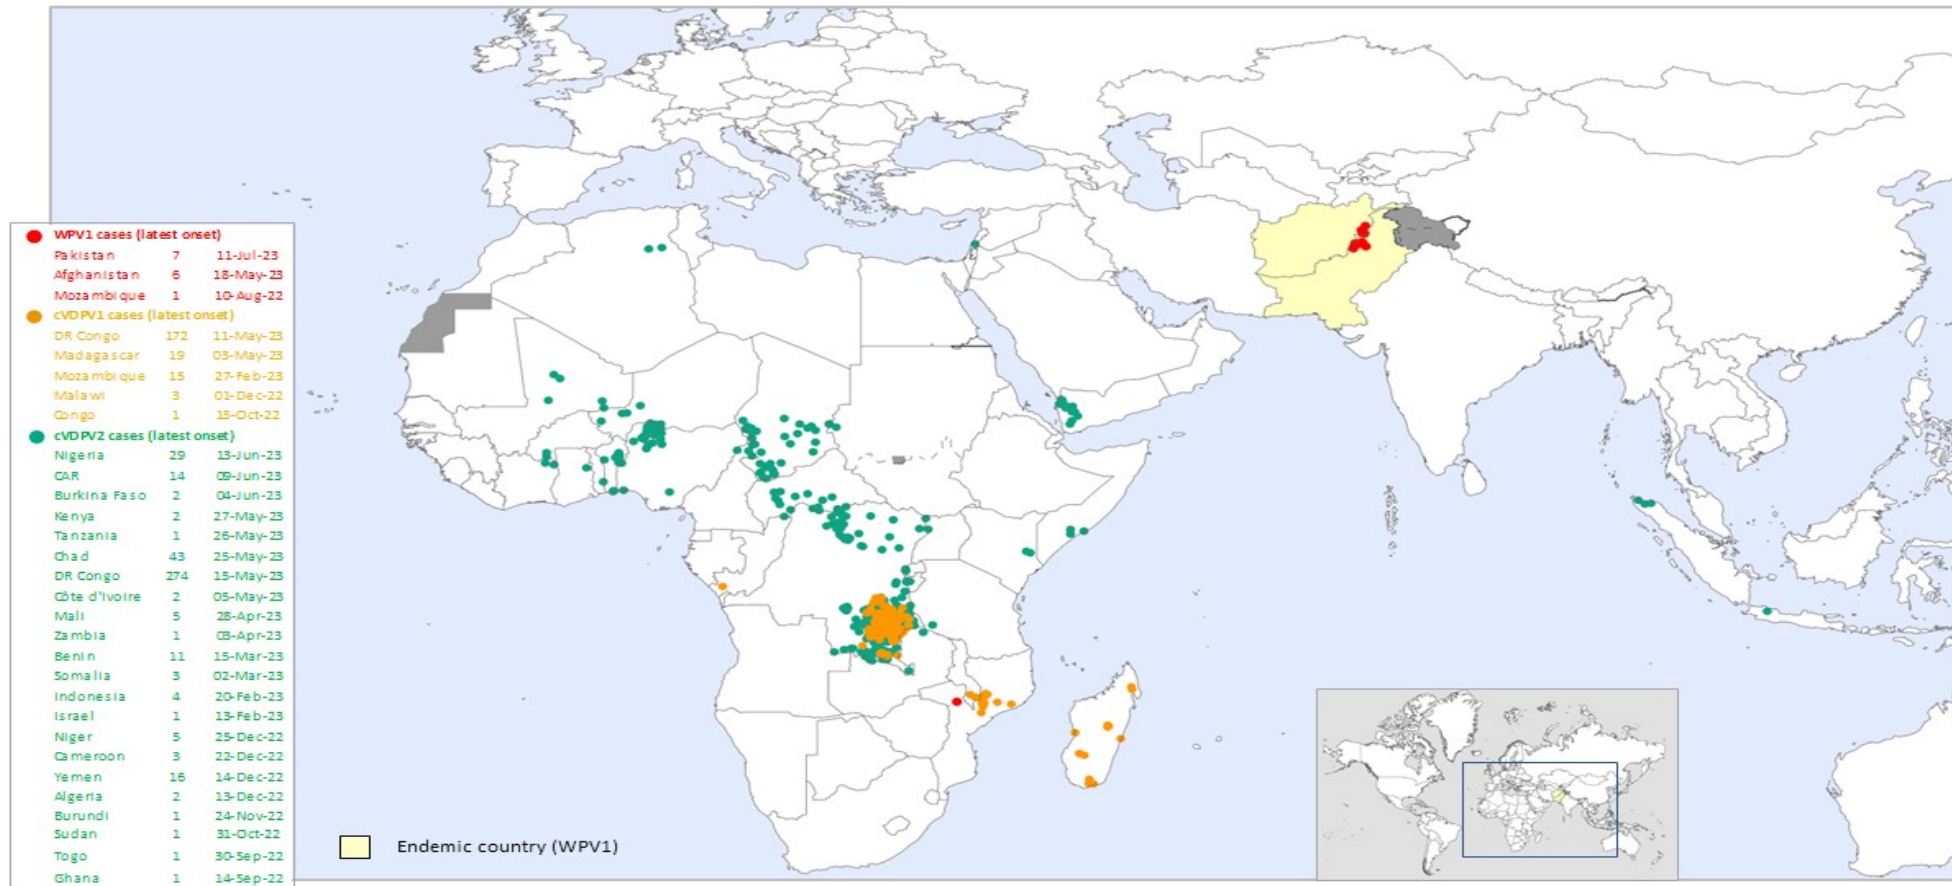 WPV1 cases (latest onset)
Pakistan 7 11-Jul-23
Afghanistan 6 18-May-23
Mozambique 1 10-Aug-22
cVDPV1 cases (latest onset)
DR Congo 172 11-May-23
Madagascar 19 03-May-23
Mozambique 15 27-Feb-23
Malawi 3 01-Dec-22
Congo 1 15-Oct-22
cVDPV2 cases (latest onset)
Nigeria 29 13-Jun-23
CAR 14 09-Jun-23
Burkina Faso 2 04-Jun-23
Kenya 2 27-May-23
Tanzania 1 26-May-23
Chad 43 25-May-23
DR Congo 274 15-May-23
Côte d'Ivoire 2 05-May-23
Mali 5 28-Apr-23
Zambia 1 03-Apr-23
Benin 11 15-Mar-23
Somalia 3 02-Mar-23
Indonesia 4 20-Feb-23
Israel 1 13-Feb-23
Niger 5 25-Dec-22
Cameroon 3 22-Dec-22
Yemen 16 14-Dec-22
Algeria 2 13-Dec-22
Burundi 1 24-Nov-22
Sudan 1 31-Oct-22
Togo 1 30-Sep-22
Ghana 1 14-Sep-22
Endemic country (WPV1)